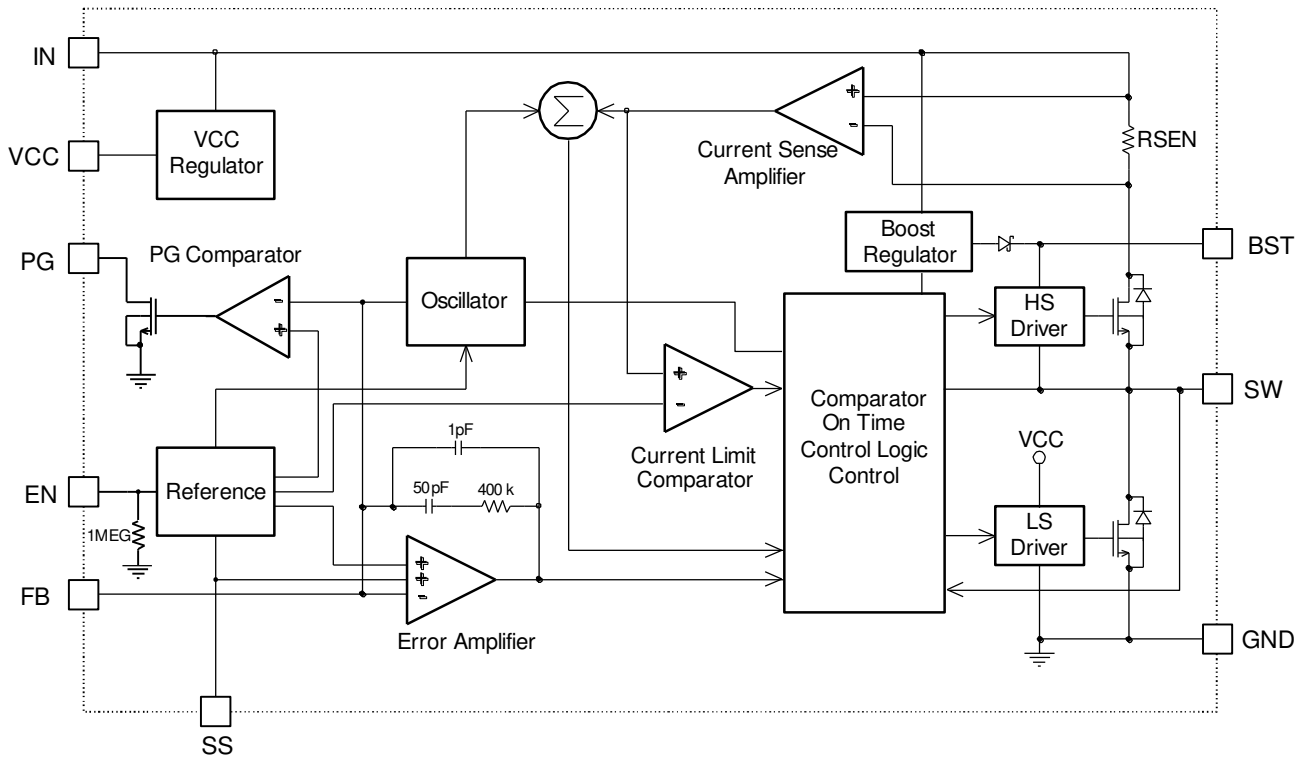 IN
VCC
VCC
Regulator
Σ
+
-
Current Sense
Amplifier
RSEN
PG
PG Comparator
-
+
Oscillator
Boost
Regulator
BST
HS
Driver
+
-
Current Limit
Comparator
Comparator
On Time
Control Logic
Control
SW
VCC
LS
Driver
EN
Reference
1MEG
1pF
50pF
400 k
FB
+
+
-
Error Amplifier
GND
SS